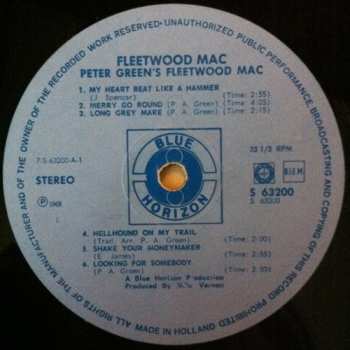 ALL RIGHTS OF THE MANUFACTURER AND OF THE OWNER OF THE RECORDED WORK RESERVED • UNAUTHORIZED PUBLIC PERFORMANCE, BROADCASTING AND COPYING OF THIS RECORD PROHIBITED
MADE IN HOLLAND
FLEETWOOD MAC
PETER GREEN'S FLEETWOOD MAC
1. MY HEART BEAT LIKE A HAMMER
(J. Spencer) (Time: 2:55)
2. MERRY GO ROUND (P. A. Green) (Time: 4:05)
3. LONG GREY MARE (P. A. Green) (Time: 2:15)
7 S 63200-A-1
33 1/3 RPM
STEREO
BLUE HORIZON
B.I.E.M.
S 63200
S 63200
℗ 1968
4. HELLHOUND ON MY TRAIL
(Trad. Arr. P. A. Green) (Time: 2:00)
5. SHAKE YOUR MONEYMAKER
(E. James) (Time: 2:55)
6. LOOKING FOR SOMEBODY
(P. A. Green) (Time: 2:50)
A Blue Horizon Production
Produced by Vernon